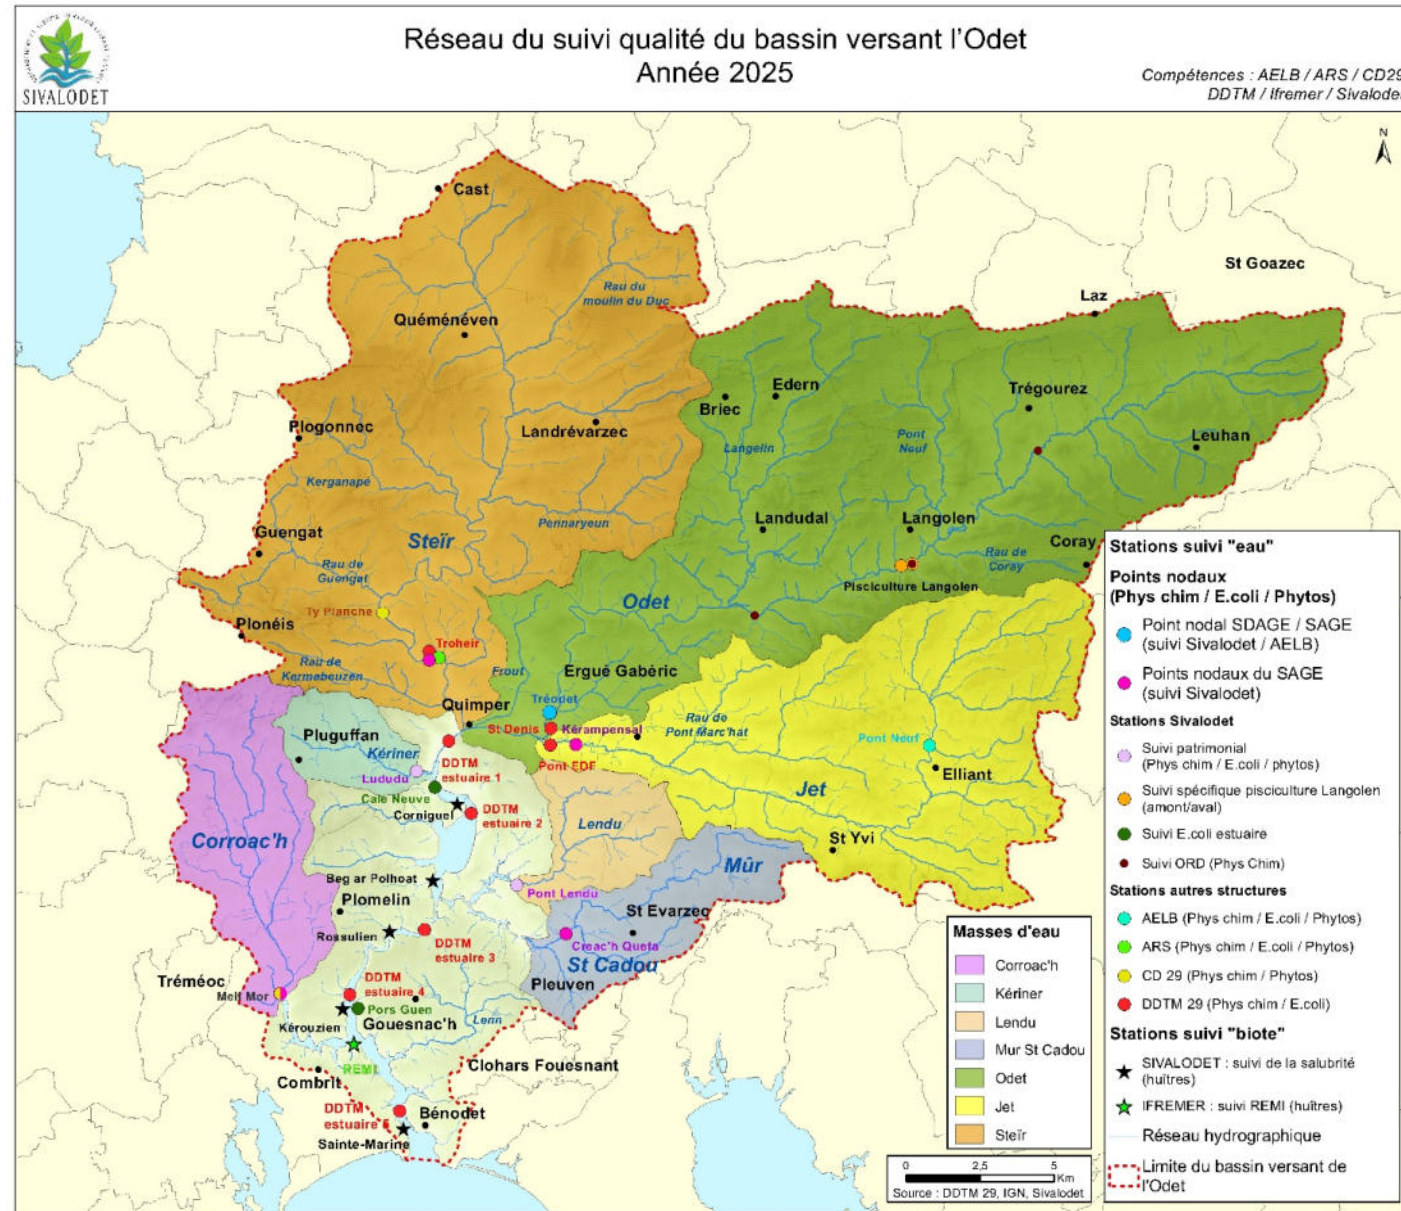 SIVALODET
Réseau du suivi qualité du bassin versant l'Odet
Année 2025
Compétences : AELB / ARS / CD29
DDTM / Ifremer / Sivalodet
N
Cast
St Goazec
Rau du
moulin du Duc
Laz
Quéménéven
Edern
Trégourez
Briec
Plogonnec
Landrévarzec
Langelin
Pont
Neuf
Leuhan
Kerganapé
Pennaryeun
Guengat
Steïr
Landudal
Langolen
Rau de
Coray
Coray
Rau de
Guengat
Pisciculture Langolen
Ty Planche
Odet
Plonéis
Troheir
Rau de
Kermabeuzen
Frout
Ergué Gabéric
Tréodet
Quimper
St Denis
Kérampensal
Rau de
Pont Marc'hat
Pluguffan
Kériner
Pont Neuf
Lududu
DDTM
estuaire 1
Pont EDF
Elliant
Cale Neuve
Jet
Corniguel
DDTM
estuaire 2
Lendu
Corroac'h
St Yvi
Mûr
Beg ar Polhoat
Pont Lendu
Plomelin
St Evarzec
Rossulien
DDTM
estuaire 3
Creac'h Queta
St Cadou
Tréméoc
Pleuven
Melj Mor
DDTM
estuaire 4
Pors Guen
Kérouzien
Gouesnac'h
Lenn
REMI
Clohars Fouesnant
Combrit
DDTM
estuaire 5
Bénodet
Sainte-Marine
Masses d'eau
Corroac'h
Kériner
Lendu
Mur St Cadou
Odet
Jet
Steïr
0 2,5 5
Km
Source : DDTM 29, IGN, Sivalodet
Stations suivi "eau"
Points nodaux
(Phys chim / E.coli / Phytos)
Point nodal SDAGE / SAGE
(suivi Sivalodet / AELB)
Points nodaux du SAGE
(suivi Sivalodet)
Stations Sivalodet
Suivi patrimonial
(Phys chim / E.coli / phytos)
Suivi spécifique pisciculture Langolen
(amont/aval)
Suivi E.coli estuaire
Suivi ORD (Phys Chim)
Stations autres structures
AELB (Phys chim / E.coli / Phytos)
ARS (Phys chim / E.coli / Phytos)
CD 29 (Phys chim / Phytos)
DDTM 29 (Phys chim / E.coli)
Stations suivi "biote"
SIVALODET : suivi de la salubrité
(huîtres)
IFREMER : suivi REMI (huîtres)
Réseau hydrographique
Limite du bassin versant de
l'Odet